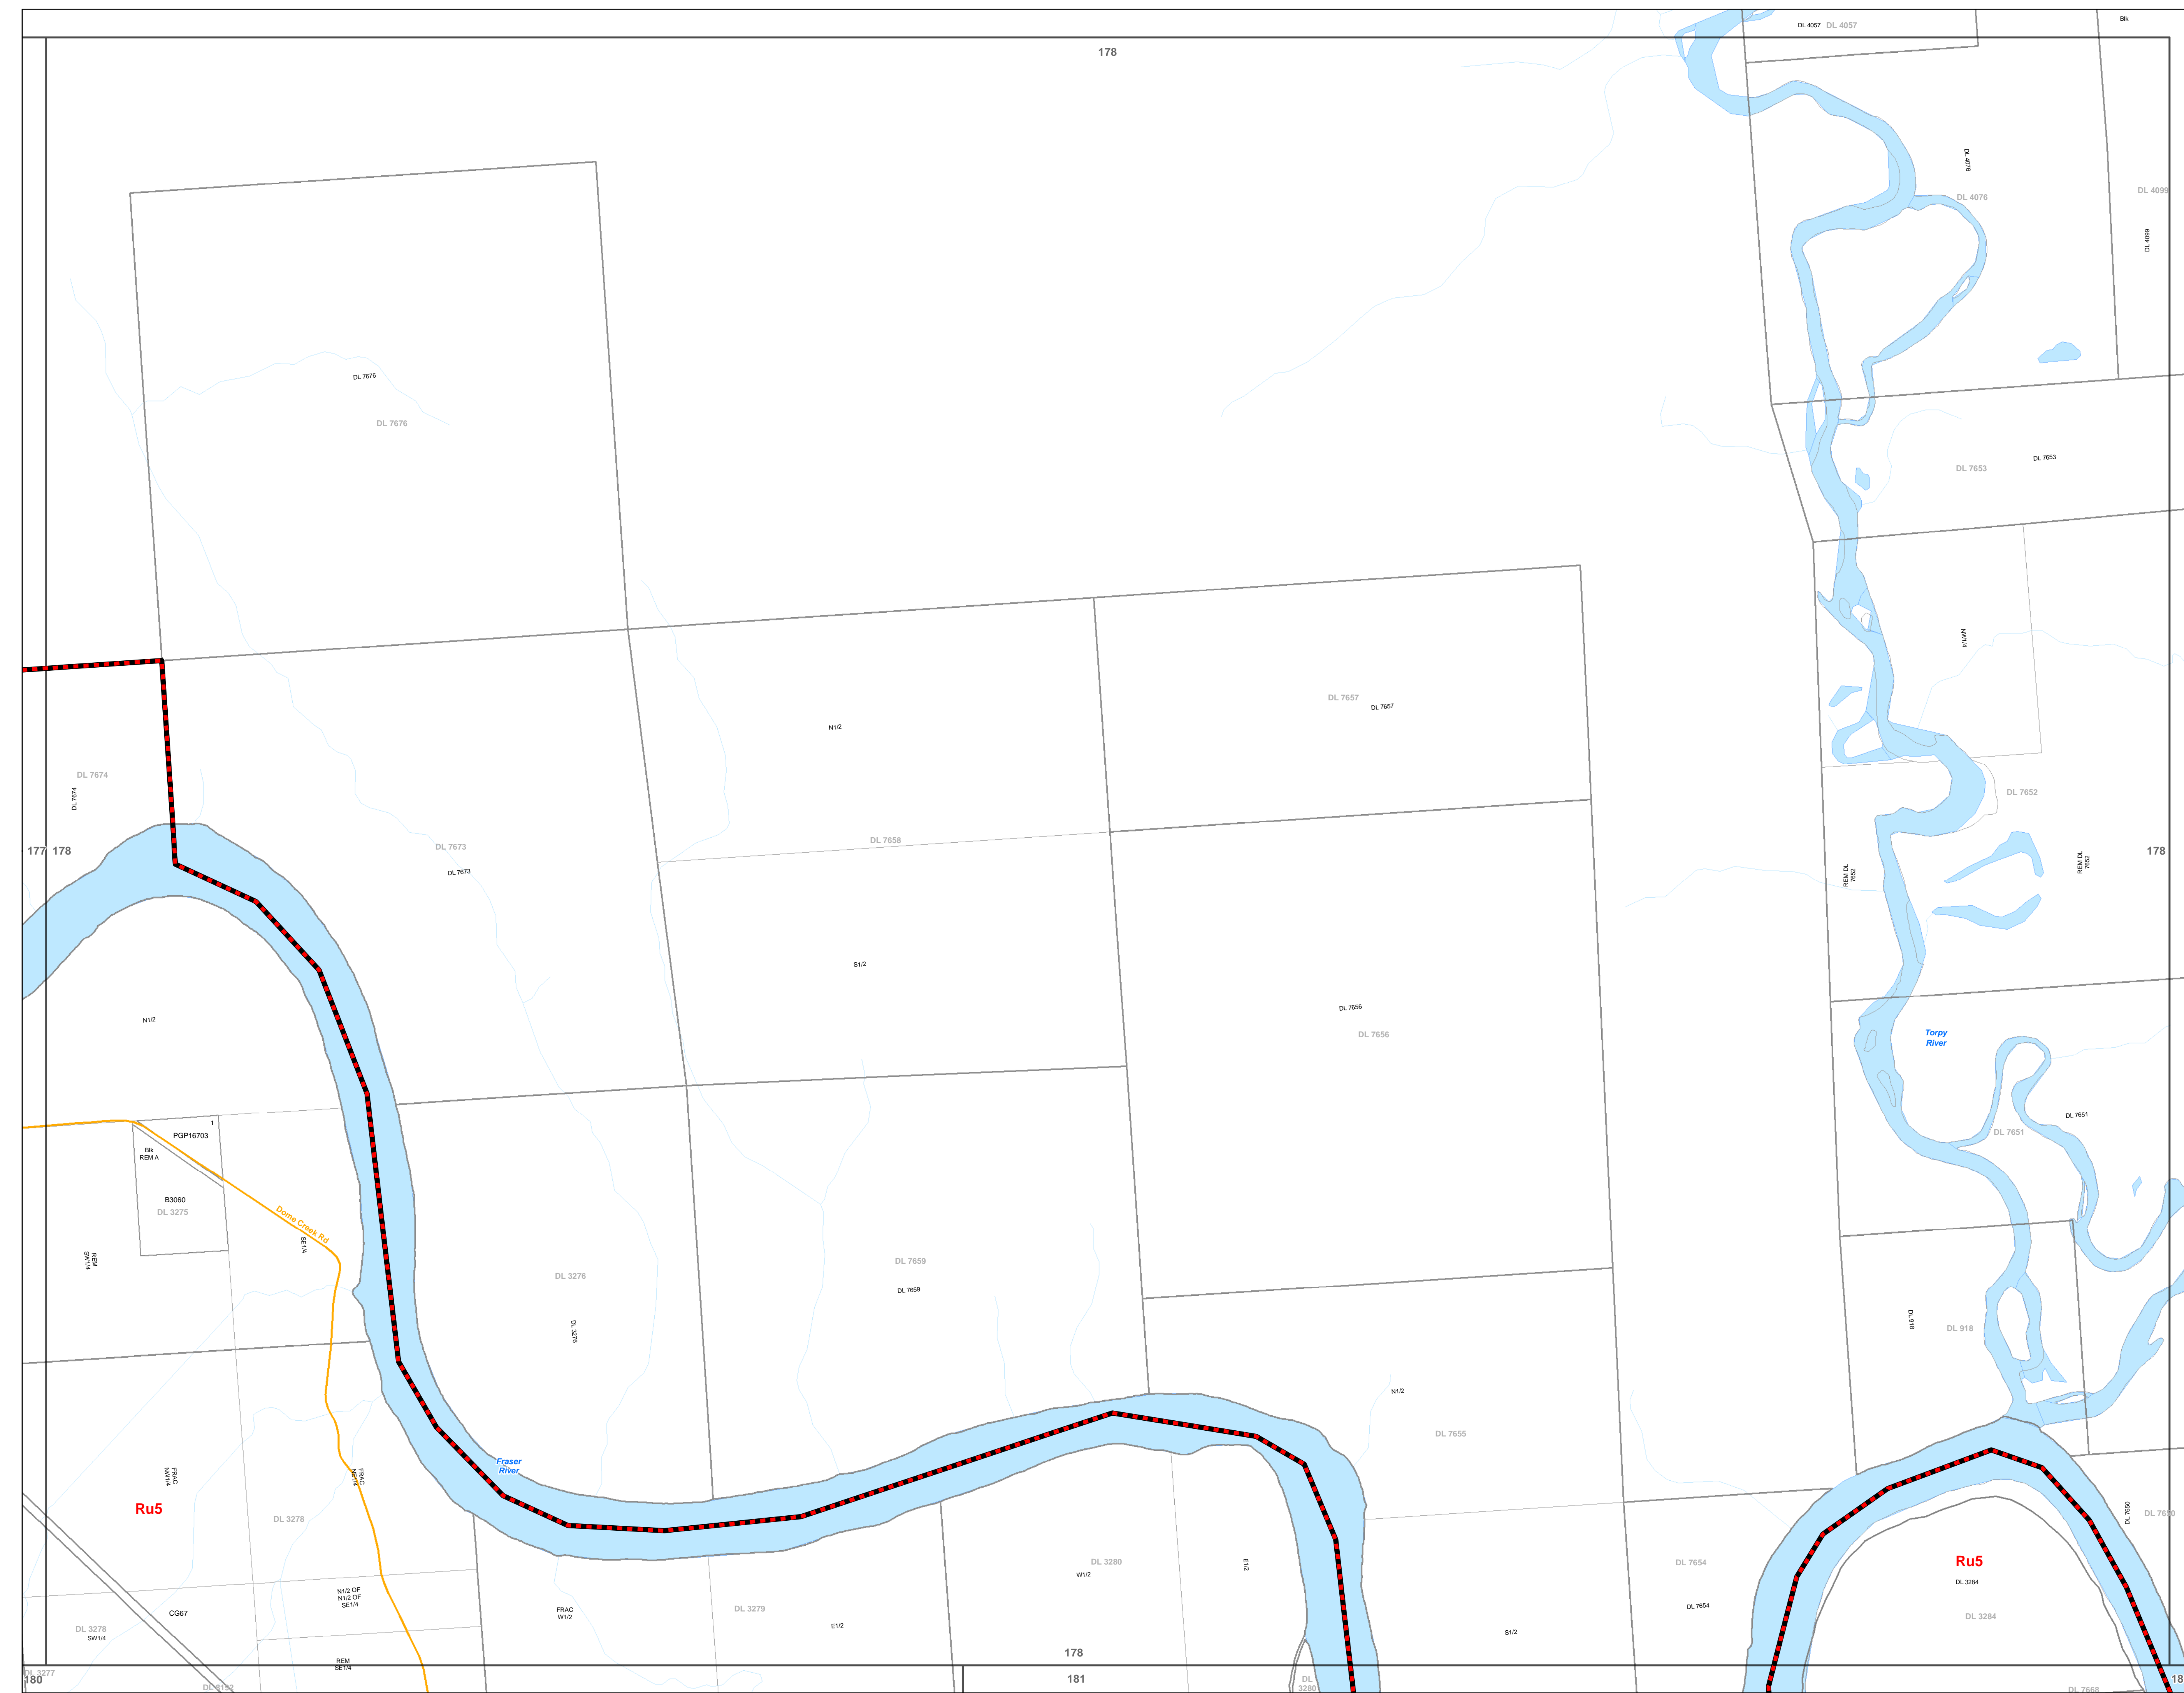 178
DL 4057
DL 4057
Blk
DL 4076
DL 4076
DL 4099
DL 4099
DL 7676
DL 7676
DL 7653
DL 7653
NW1/4
DL 7657
DL 7657
N1/2
DL 7674
DL 7674
DL 7652
DL 7658
DL 7673
DL 7673
177
178
178
REM DL
7652
REM DL
7652
S1/2
DL 7656
DL 7656
N1/2
Torpy
River
DL 7651
DL 7651
1
PGP16703
Blk
REM A
B3060
DL 3275
Dome Creek Rd
SE1/4
REM
SW1/4
DL 3276
DL 3276
DL 7659
DL 7659
DL 918
DL 918
N1/2
DL 7655
Fraser
River
FRAC
NW1/4
FRAC
NE1/4
Ru5
DL 3278
DL 7650
DL 7650
DL 3280
W1/2
E1/2
DL 7654
DL 7654
Ru5
DL 3284
DL 3284
N1/2 OF
N1/2 OF
SE1/4
CG67
DL 3278
SW1/4
FRAC
W1/2
DL 3279
E1/2
S1/2
REM
SE1/4
178
DL 3277
180
181
DL
3280
DL 7668
18